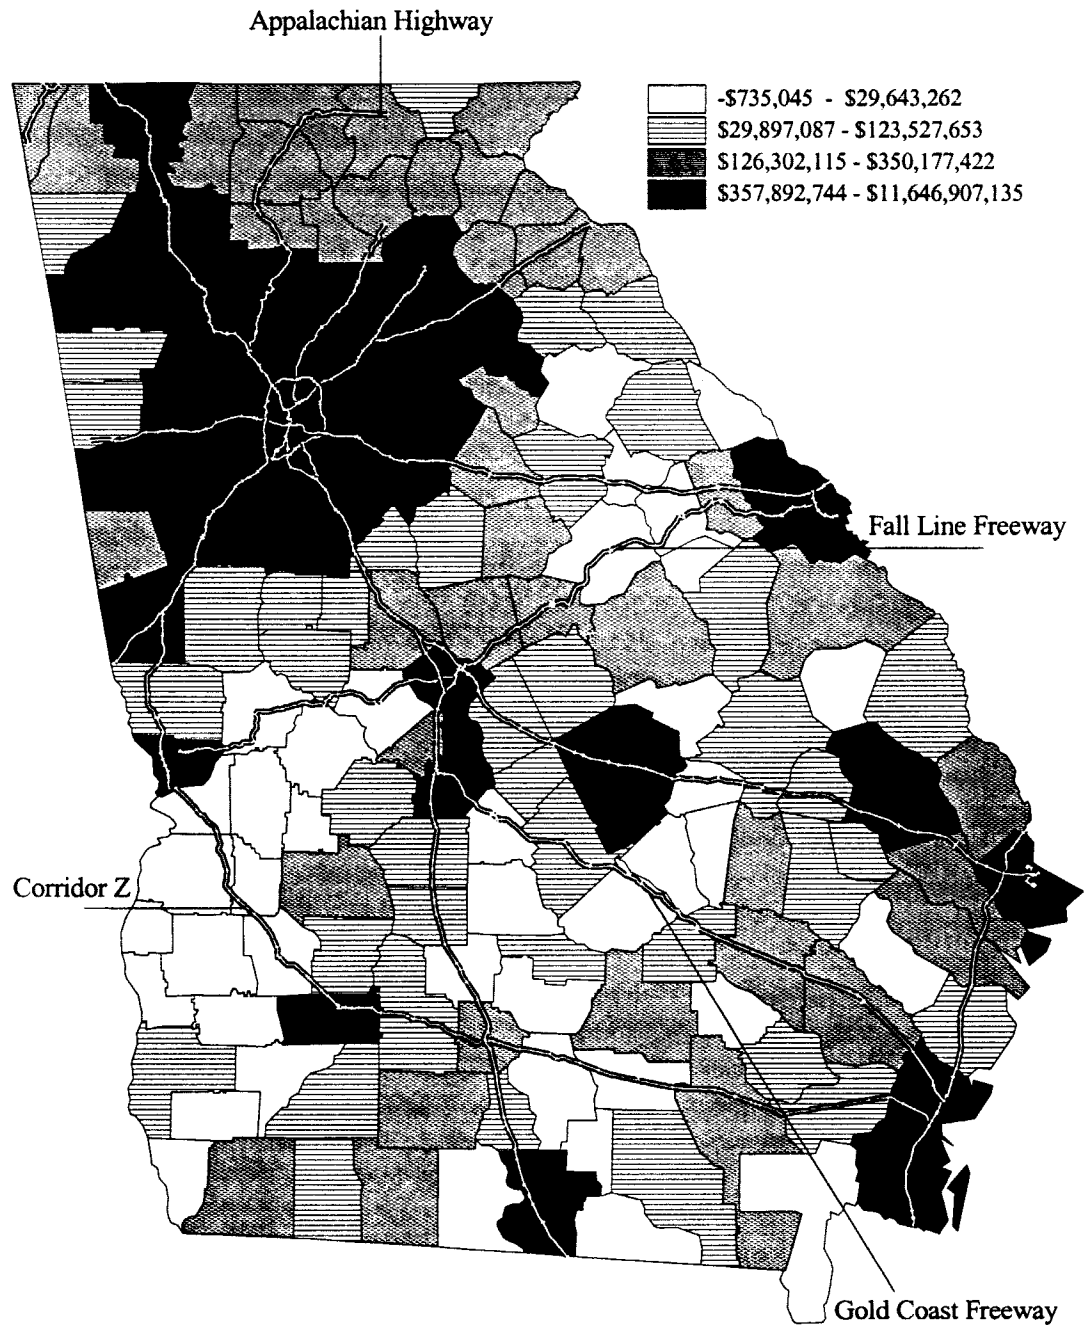 Appalachian Highway
-$735,045 - $29,643,262
$29,897,087 - $123,527,653
$126,302,115 - $350,177,422
$357,892,744 - $11,646,907,135
Fall Line Freeway
Corridor Z
Gold Coast Freeway